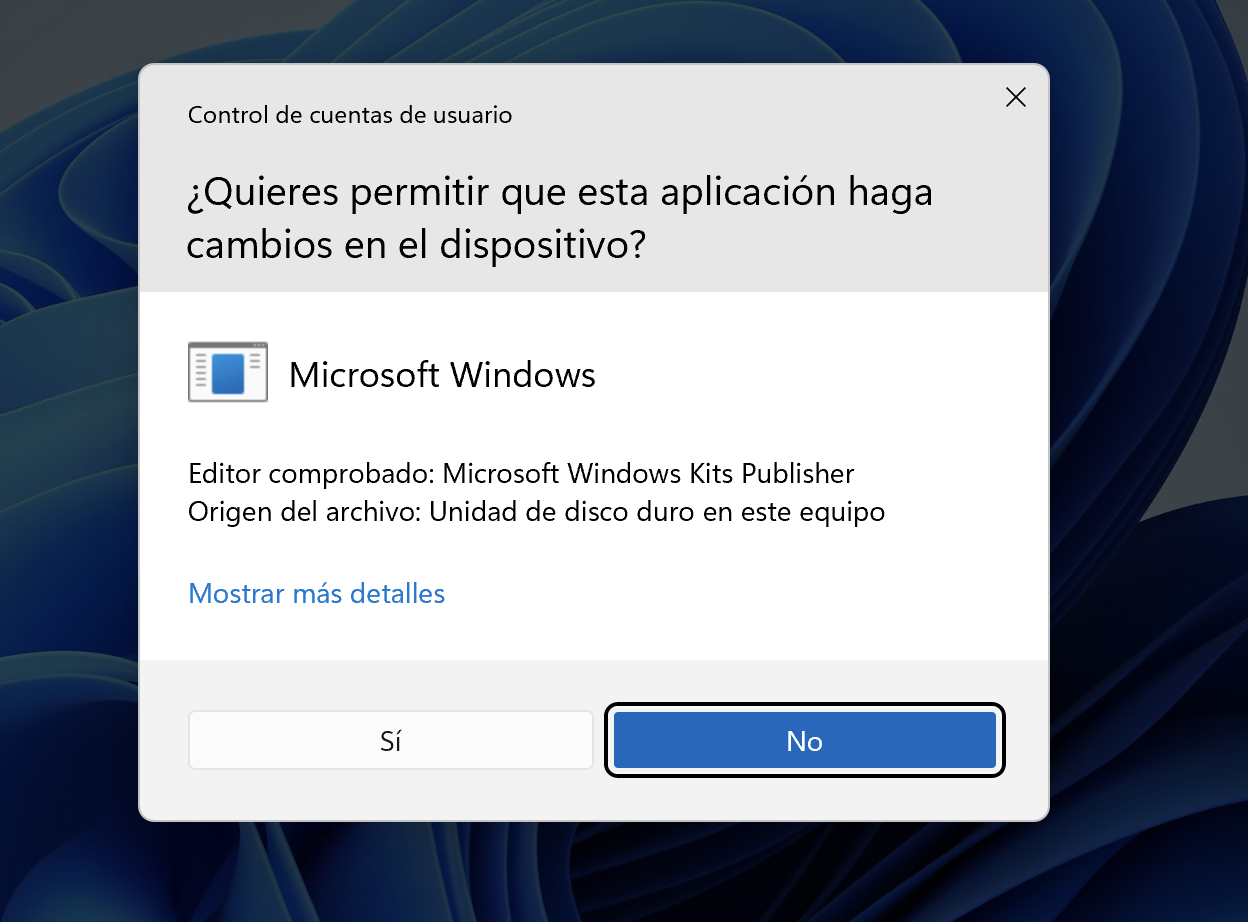 Control de cuentas de usuario
¿Quieres permitir que esta aplicación haga
cambios en el dispositivo?
Microsoft Windows
Editor comprobado: Microsoft Windows Kits Publisher
Origen del archivo: Unidad de disco duro en este equipo
Mostrar más detalles
Sí
No